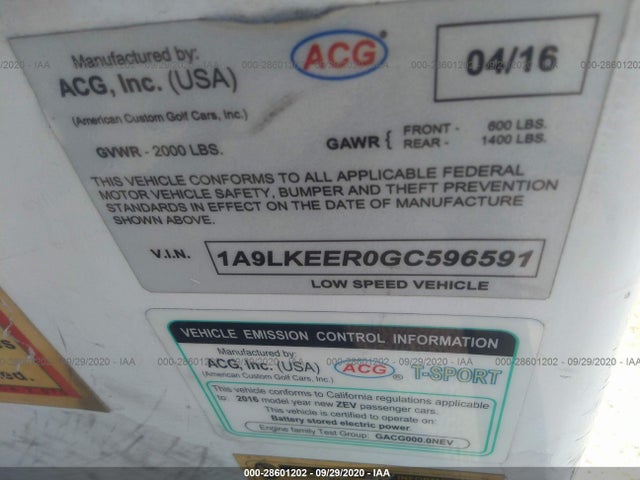 Manufactured by:
ACG, Inc. (USA)
(American Custom Golf Cars, Inc.)
ACG®
04/16
GVWR - 2000 LBS.
GAWR { FRONT - 600 LBS.
REAR - 1400 LBS.
THIS VEHICLE CONFORMS TO ALL APPLICABLE FEDERAL
MOTOR VEHICLE SAFETY, BUMPER AND THEFT PREVENTION
STANDARDS IN EFFECT ON THE DATE OF MANUFACTURE
SHOWN ABOVE.
V.I.N. 1A9LKEER0GC596591
LOW SPEED VEHICLE
VEHICLE EMISSION CONTROL INFORMATION
Manufactured by:
ACG, Inc. (USA) ACG® T-SPORT
(American Custom Golf Cars, Inc.)
This vehicle conforms to California regulations applicable
to 2016 model year new ZEV passenger cars.
This vehicle is certified to operate on:
Battery stored electric power.
Engine family Test Group: GACG000.0NEV
000-28601202 - 09/29/2020 - IAA